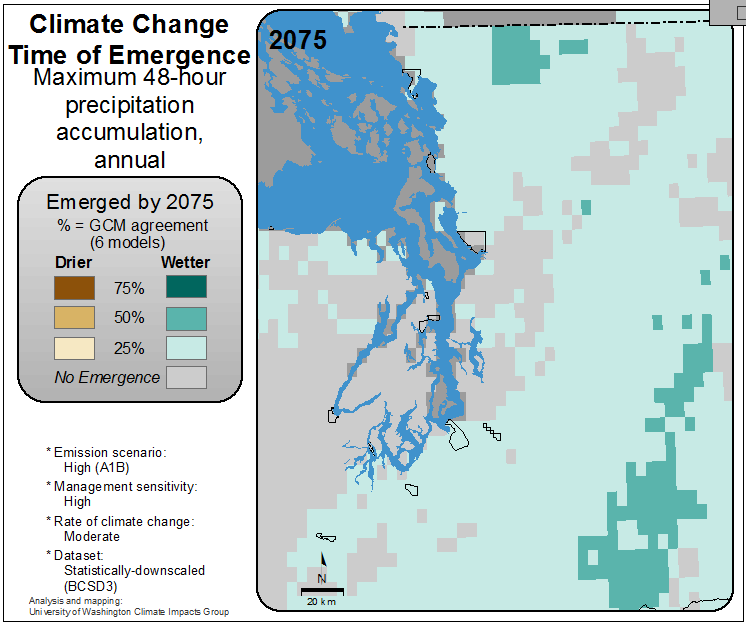 Climate Change
Time of Emergence
Maximum 48-hour
precipitation
accumulation,
annual
Emerged by 2075
% = GCM agreement
(6 models)
Drier Wetter
75%
50%
25%
No Emergence
* Emission scenario:
High (A1B)
* Management sensitivity:
High
* Rate of climate change:
Moderate
* Dataset:
Statistically-downscaled
(BCSD3)
Analysis and mapping:
University of Washington Climate Impacts Group
2075
N
20 km